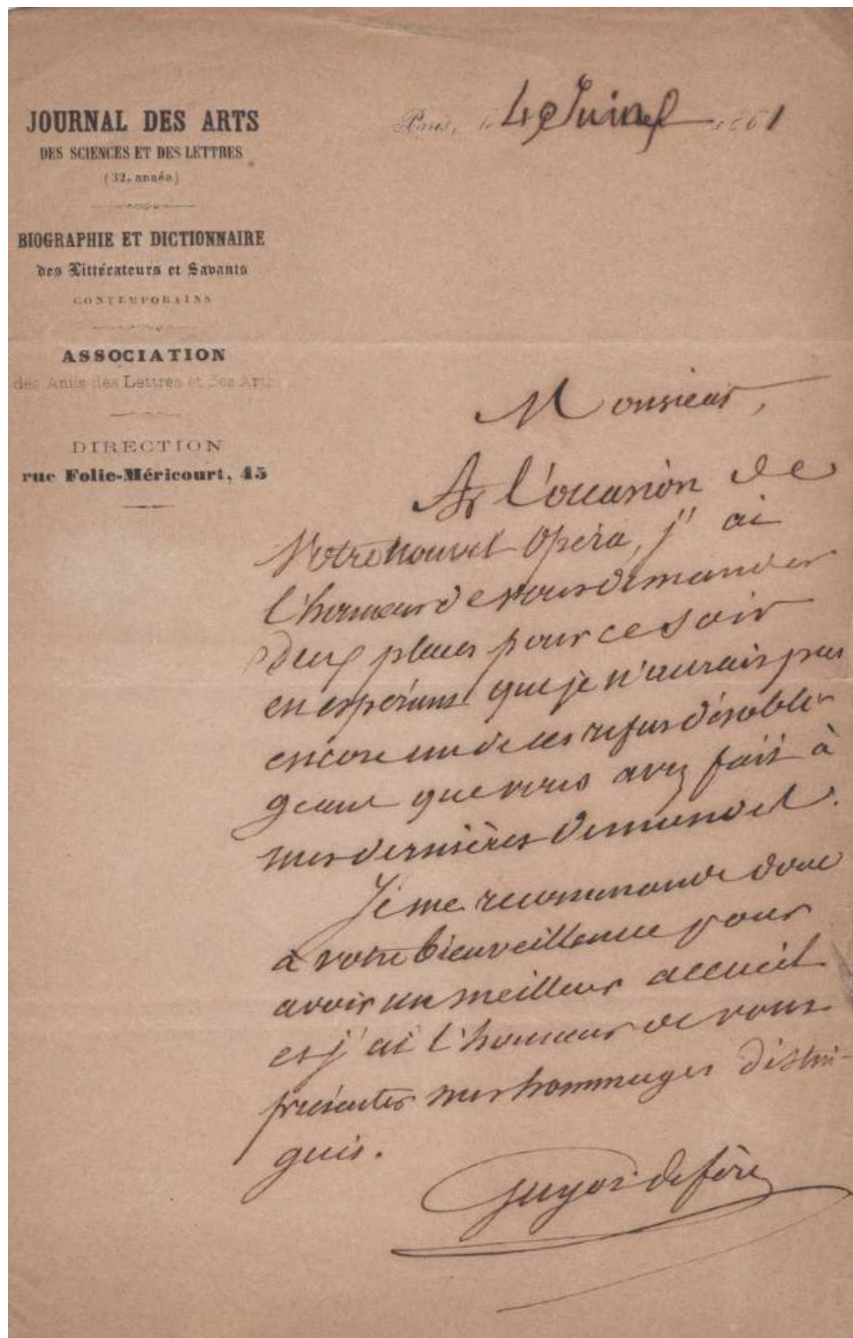 JOURNAL DES ARTS
DES SCIENCES ET DES LETTRES
(32e année)
BIOGRAPHIE ET DICTIONNAIRE
des Littérateurs et Savants
CONTEMPORAINS
ASSOCIATION
des Amis des Lettres et des Arts
DIRECTION
rue Folie-Méricourt, 45
Paris, le 4 Juin 1861
Monsieur,
A l'occasion de
Votre nouvel Opéra, j'ai
l'honneur de vous demander
Deux places pour ce soir
en espérant que je n'aurais pas
encore un de ces refus désobli-
geant que vous avez fait à
mes dernières demandes.
Je me recommande donc
à votre bienveillance pour
avoir un meilleur accueil
et j'ai l'honneur de vous
présenter mes hommages distin-
gués.
Guyot de fère